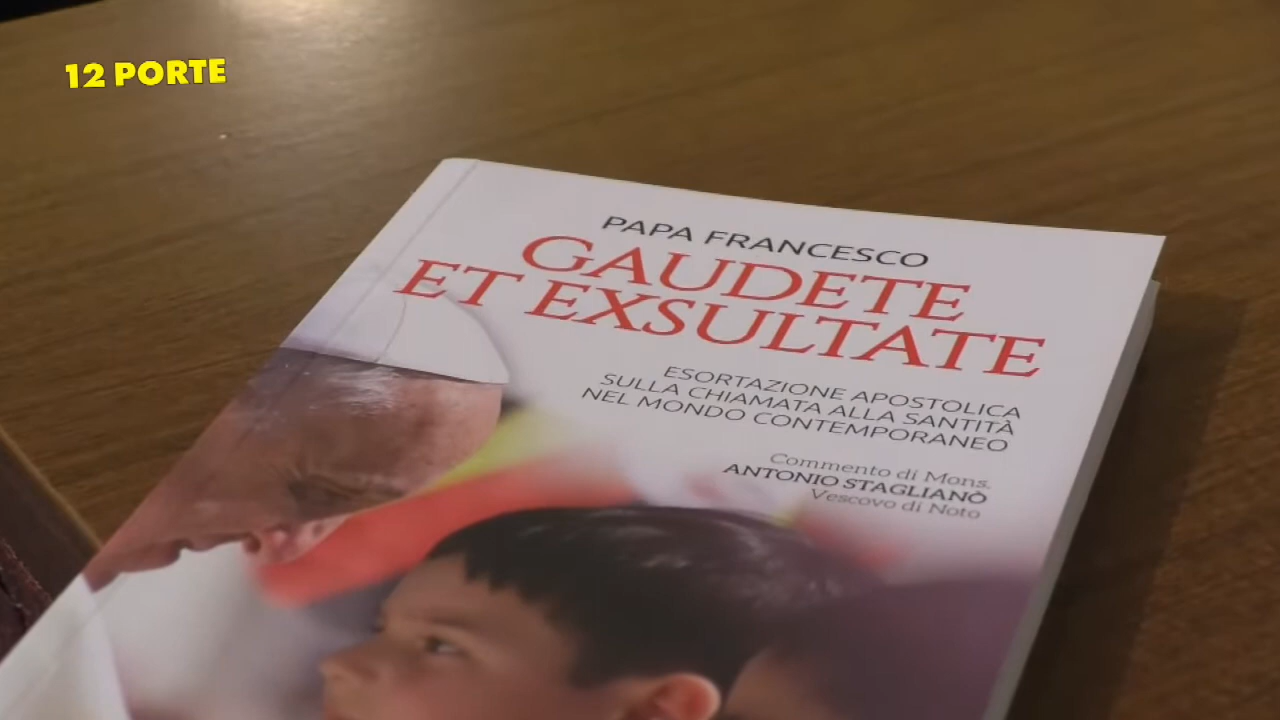 12 PORTE
PAPA FRANCESCO
GAUDETE
ET EXSULTATE
ESORTAZIONE APOSTOLICA
SULLA CHIAMATA ALLA SANTITÀ
NEL MONDO CONTEMPORANEO
Commento di Mons.
ANTONIO STAGLIANÒ
Vescovo di Noto